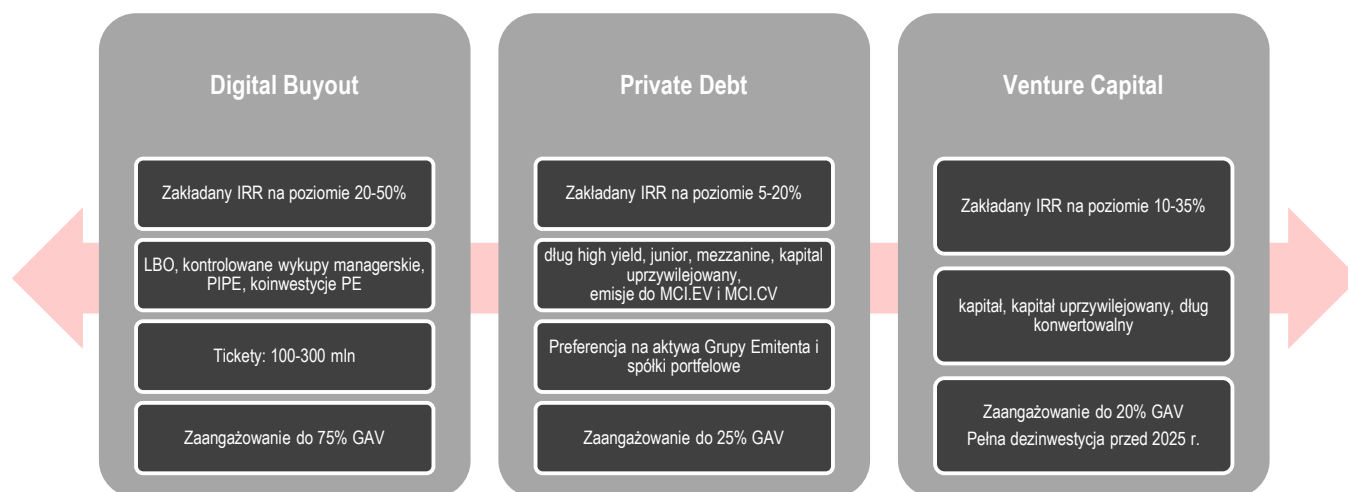 Digital Buyout
Zakładany IRR na poziomie 20-50%
LBO, kontrolowane wykupy managerskie,
PIPE, koinwestycje PE
Tickety: 100-300 mln
Zaangażowanie do 75% GAV
Private Debt
Zakładany IRR na poziomie 5-20%
dług high yield, junior, mezzanine, kapitał
uprzywilejowany,
emisje do MCI.EV i MCI.CV
Preferencja na aktywa Grupy Emitenta i
spółki portfelowe
Zaangażowanie do 25% GAV
Venture Capital
Zakładany IRR na poziomie 10-35%
kapitał, kapitał uprzywilejowany, dług
konwertowalny
Zaangażowanie do 20% GAV
Pełna dezinwestycja przed 2025 r.